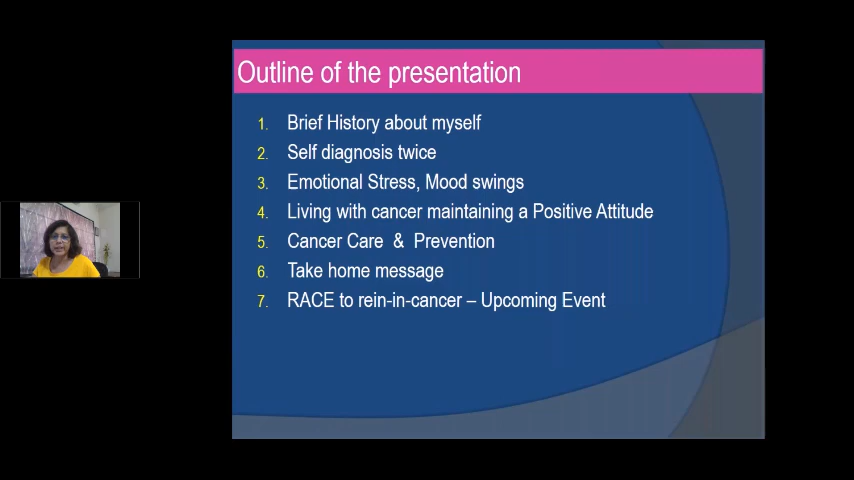 Outline of the presentation
1. Brief History about myself
2. Self diagnosis twice
3. Emotional Stress, Mood swings
4. Living with cancer maintaining a Positive Attitude
5. Cancer Care & Prevention
6. Take home message
7. RACE to rein-in-cancer – Upcoming Event